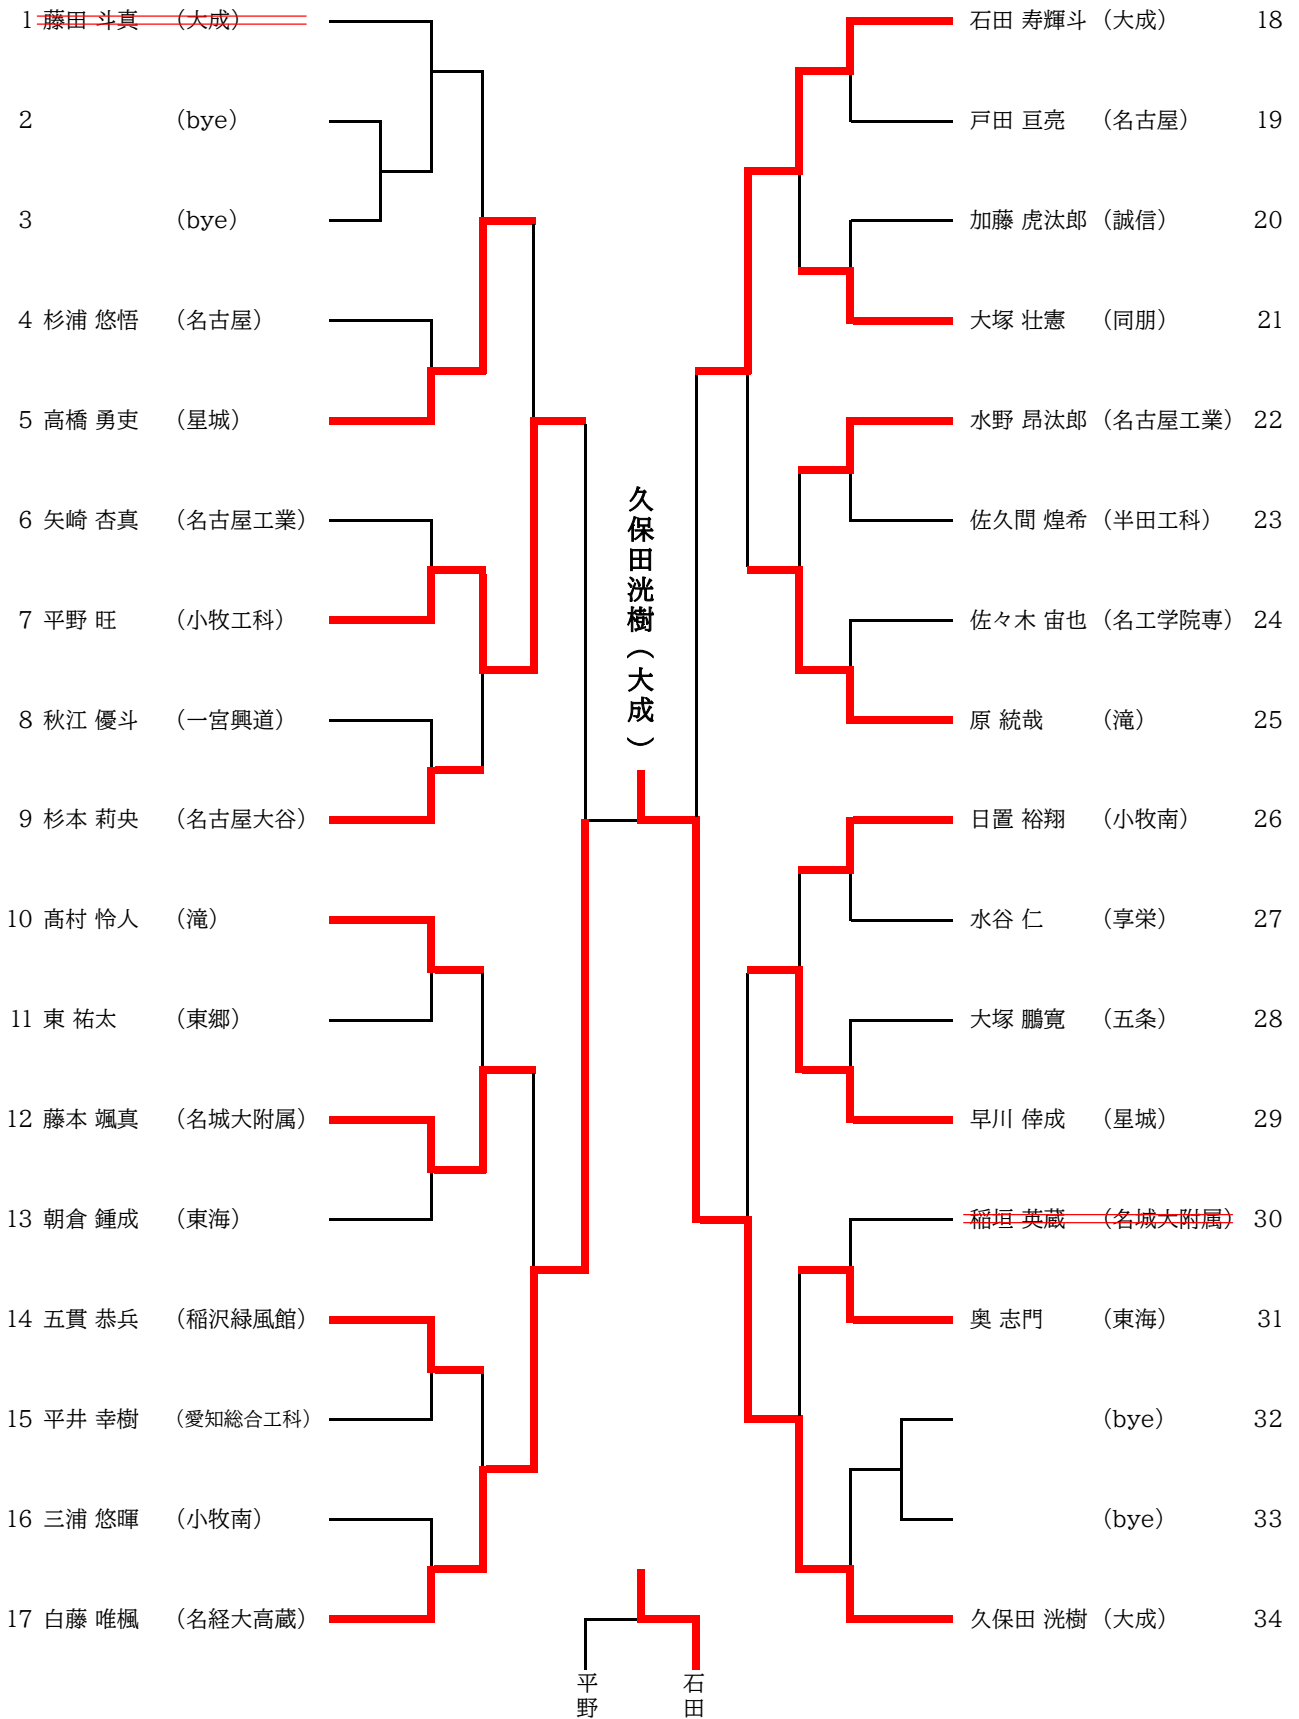 1 藤田 斗真 （大成）
2 （bye）
3 （bye）
4 杉浦 悠悟 （名古屋）
5 高橋 勇吏 （星城）
6 矢崎 杏真 （名古屋工業）
7 平野 旺 （小牧工科）
8 秋江 優斗 （一宮興道）
9 杉本 莉央 （名古屋大谷）
10 髙村 怜人 （滝）
11 東 祐太 （東郷）
12 藤本 颯真 （名城大附属）
13 朝倉 鍾成 （東海）
14 五貫 恭兵 （稲沢緑風館）
15 平井 幸樹 （愛知総合工科）
16 三浦 悠暉 （小牧南）
17 白藤 唯楓 （名経大高蔵）
久保田洸樹（大成）
平野
石田
石田 寿輝斗 （大成） 18
戸田 亘亮 （名古屋） 19
加藤 虎汰郎 （誠信） 20
大塚 壮憲 （同朋） 21
水野 昂汰郎 （名古屋工業） 22
佐久間 煌希 （半田工科） 23
佐々木 宙也 （名工学院専） 24
原 統哉 （滝） 25
日置 裕翔 （小牧南） 26
水谷 仁 （享栄） 27
大塚 鵬寛 （五条） 28
早川 倖成 （星城） 29
稲垣 英蔵 （名城大附属） 30
奥 志門 （東海） 31
（bye） 32
（bye） 33
久保田 洸樹 （大成） 34